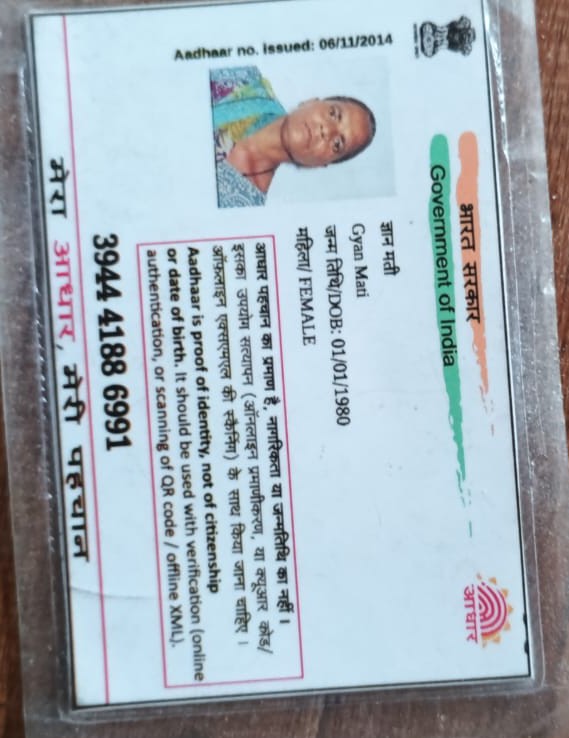 भारत सरकार
Government of India
Aadhaar no. issued: 06/11/2014
ज्ञान मती
Gyan Mati
जन्म तिथि/DOB: 01/01/1980
महिला/ FEMALE
आधार पहचान का प्रमाण है, नागरिकता या जन्मतिथि का नहीं।
इसका उपयोग सत्यापन (ऑनलाइन प्रमाणीकरण, या क्यूआर कोड/
ऑफ़लाइन एक्सएमएल की स्कैनिंग) के साथ किया जाना चाहिए।
Aadhaar is proof of identity, not of citizenship
or date of birth. It should be used with verification (online
authentication, or scanning of QR code / offline XML).
3944 4188 6991
मेरा आधार, मेरी पहचान
आधार